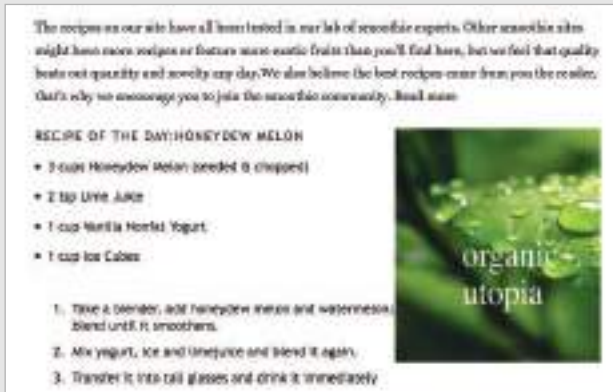 The recipes on our site have all been tested in our lab of smoothie experts. Other smoothie sites
might have more recipes or feature more exotic fruits than you'll find here, but we feel that quality
beats out quantity and novelty any day. We also believe the best recipes come from you the reader,
that's why we encourage you to join the smoothie community. Read more
RECIPE OF THE DAY: HONEYDEW MELON
• 3 cups Honeydew Melon (seeded & chopped)
• 2 tsp Lime Juice
• 1 cup Vanilla Nonfat Yogurt
• 1 cup Ice Cubes
organic
utopia
1. Take a blender, add honeydew melon and watermelon,
blend until it smoothens.
2. Mix yogurt, ice and limejuice and blend it again.
3. Transfer it into tall glasses and drink it immediately